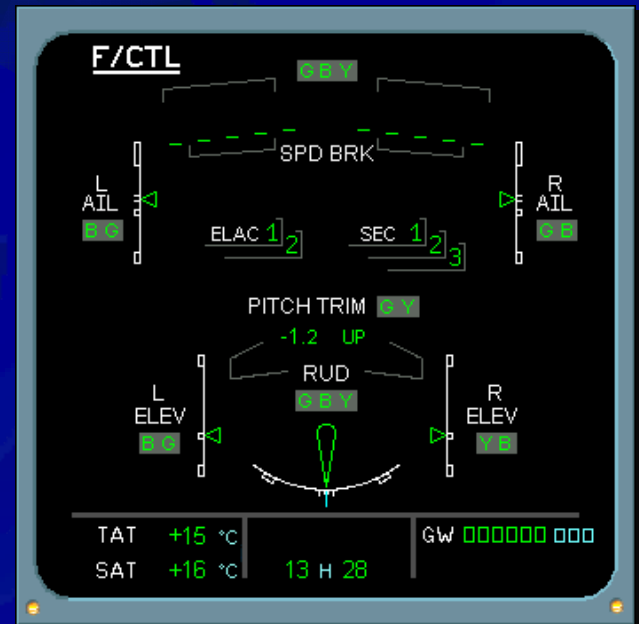 F/CTL
G B Y
SPD BRK
L
AIL
B G
R
AIL
G B
ELAC 1 2
SEC 1 2 3
PITCH TRIM G Y
-1.2 UP
RUD
G B Y
L
ELEV
B G
R
ELEV
Y B
TAT +15 °C
GW
SAT +16 °C
13 H 28